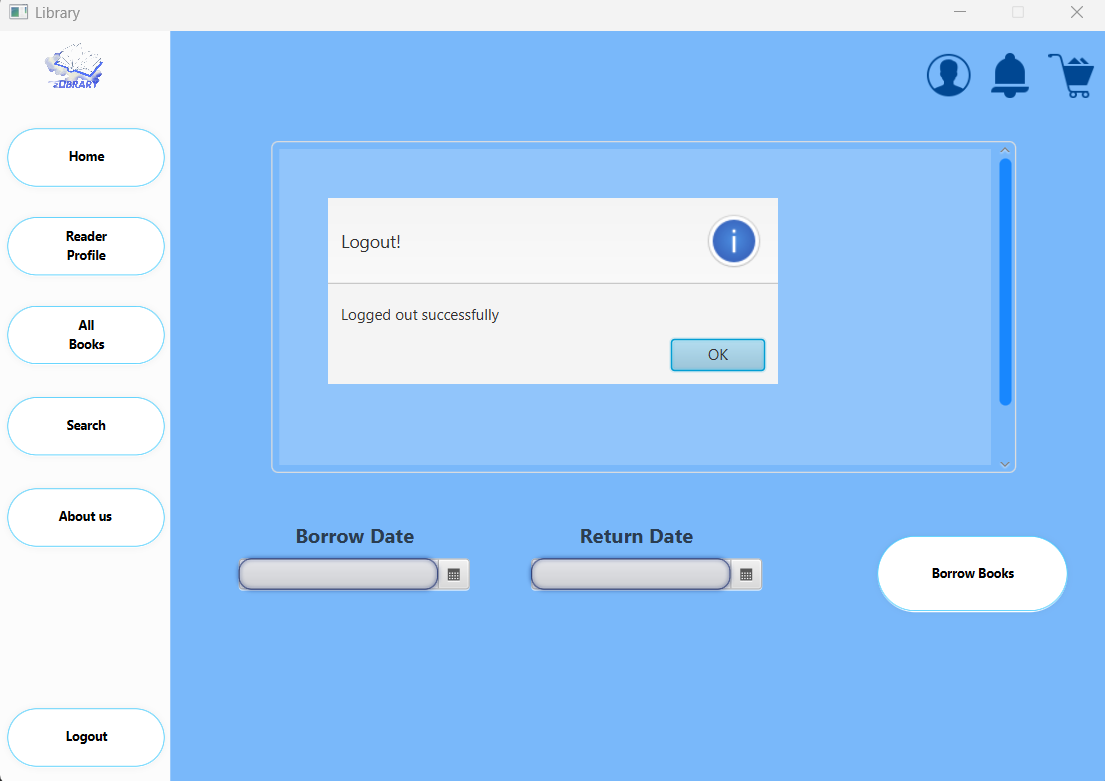 Library
eLIBRARY
Home
Reader
Profile
All
Books
Search
About us
Logout
Logout!
Logged out successfully
OK
Borrow Date
Return Date
Borrow Books